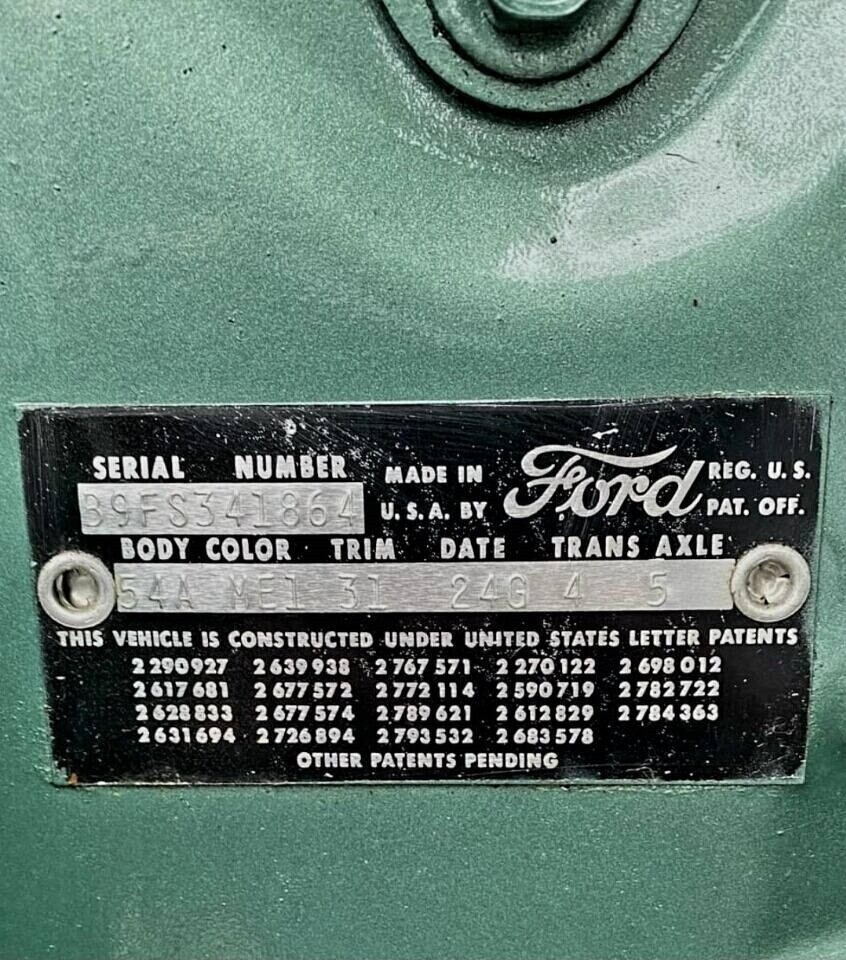 SERIAL NUMBER MADE IN Ford REG. U. S.
B9FS341864 U. S. A. BY PAT. OFF.
BODY COLOR TRIM DATE TRANS AXLE
54A ME1 31 24G 4 5
THIS VEHICLE IS CONSTRUCTED UNDER UNITED STATES LETTER PATENTS
2 290 927 2 639 938 2 767 571 2 270 122 2 698 012
2 617 681 2 677 572 2 772 114 2 590 719 2 782 722
2 628 833 2 677 574 2 789 621 2 612 829 2 784 363
2 631 694 2 726 894 2 793 532 2 683 578
OTHER PATENTS PENDING